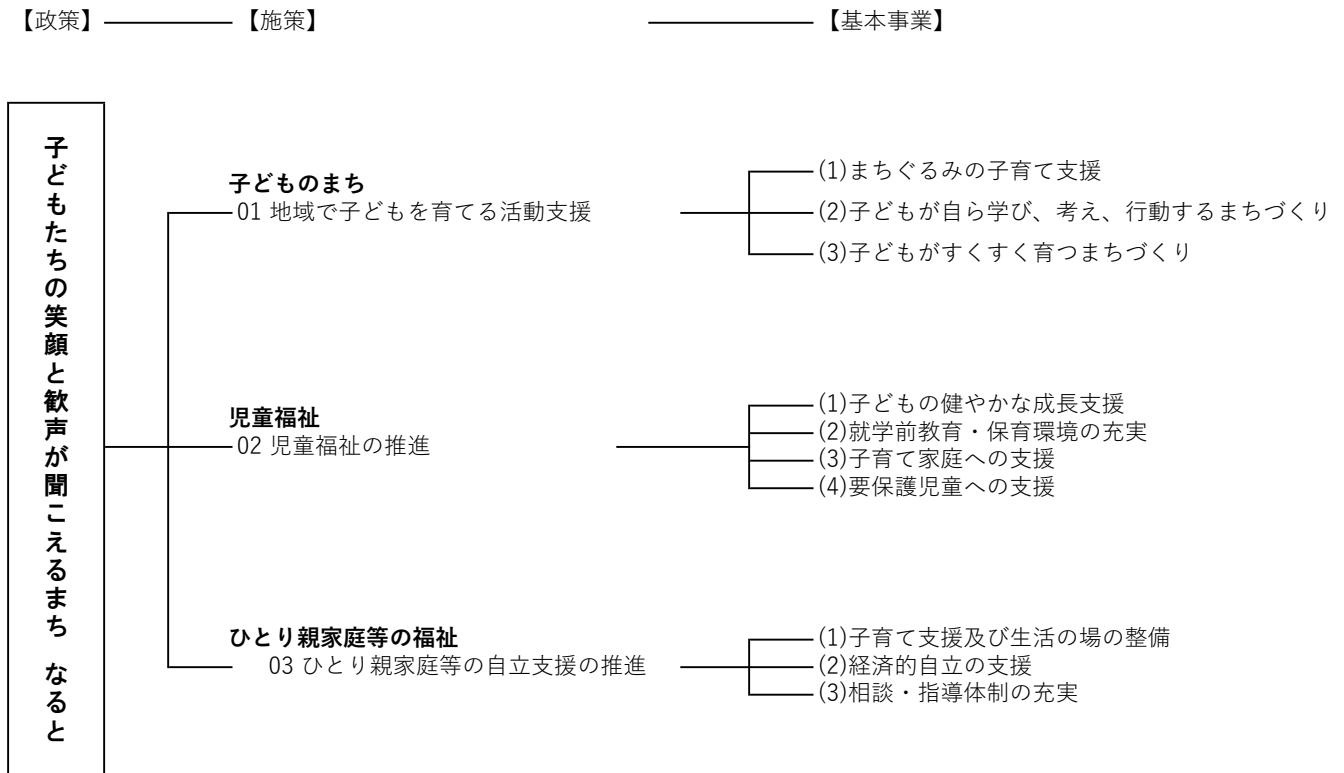 【政策】 【施策】 【基本事業】
子どもたちの笑顔と歓声が聞こえるまち なると
子どものまち
01 地域で子どもを育てる活動支援
(1)まちぐるみの子育て支援
(2)子どもが自ら学び、考え、行動するまちづくり
(3)子どもがすくすく育つまちづくり
児童福祉
02 児童福祉の推進
(1)子どもの健やかな成長支援
(2)就学前教育・保育環境の充実
(3)子育て家庭への支援
(4)要保護児童への支援
ひとり親家庭等の福祉
03 ひとり親家庭等の自立支援の推進
(1)子育て支援及び生活の場の整備
(2)経済的自立の支援
(3)相談・指導体制の充実